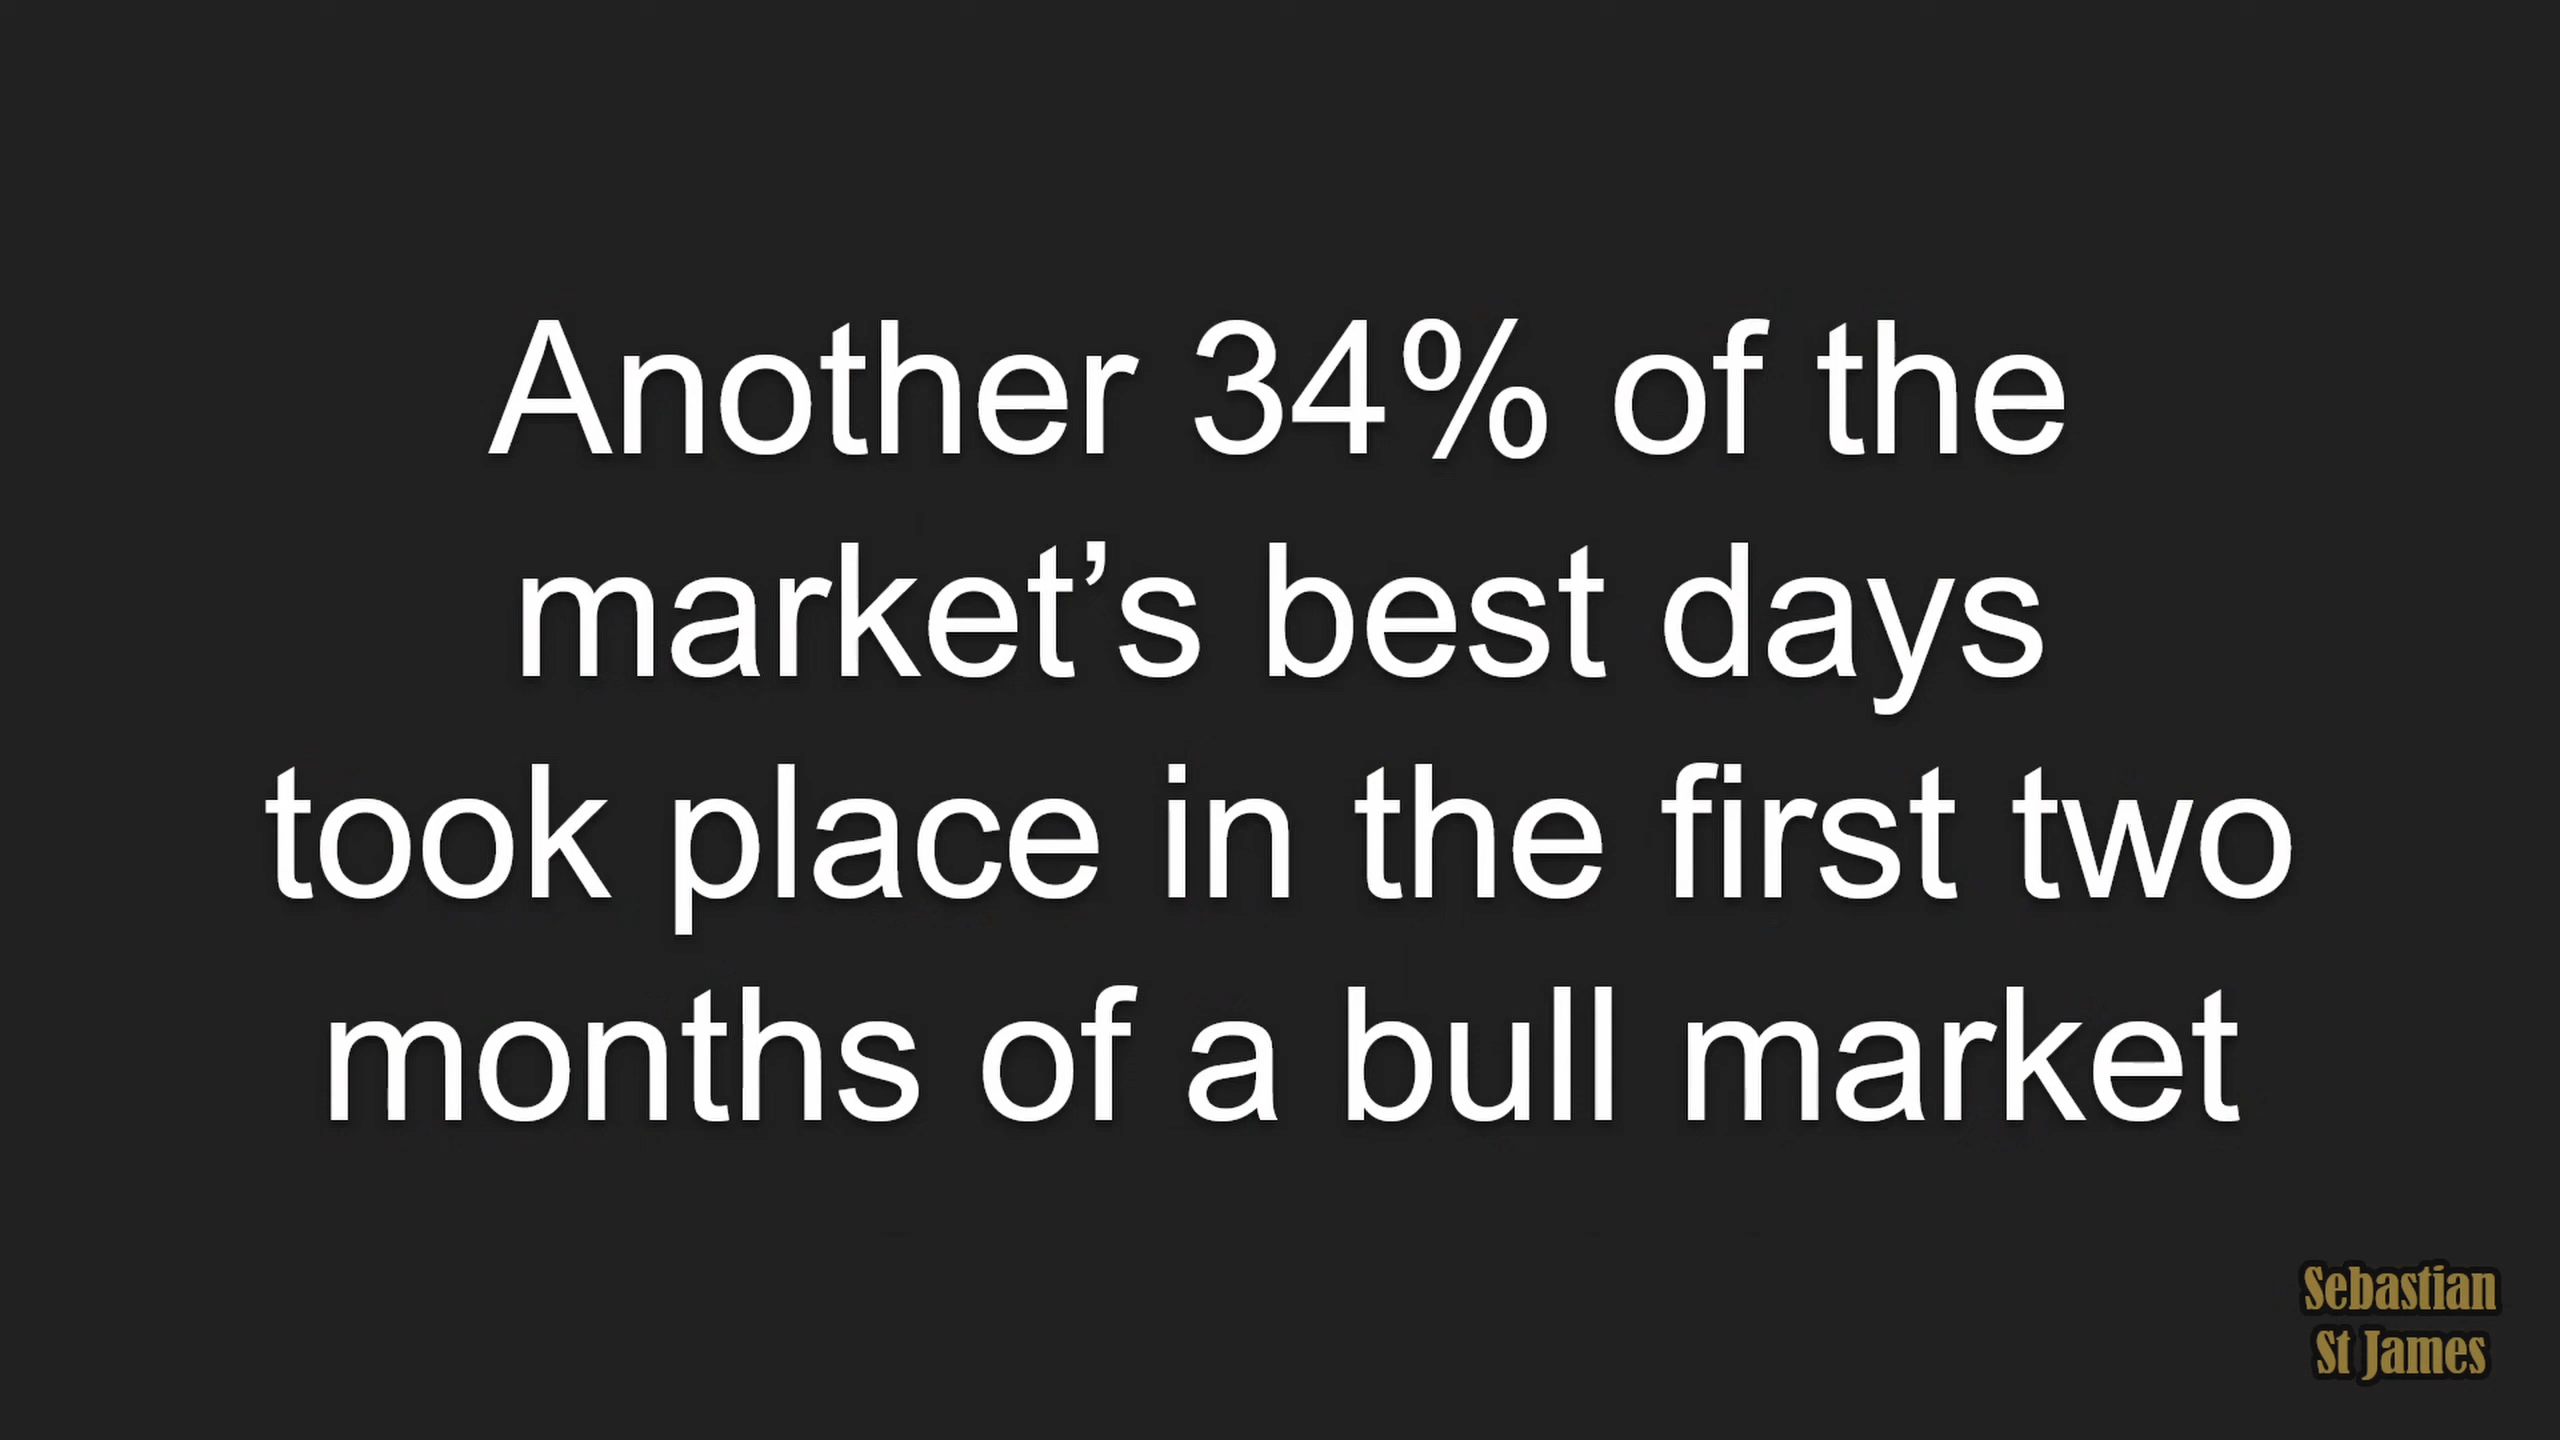 Another 34% of the
market’s best days
took place in the first two
months of a bull market
Sebastian
St James